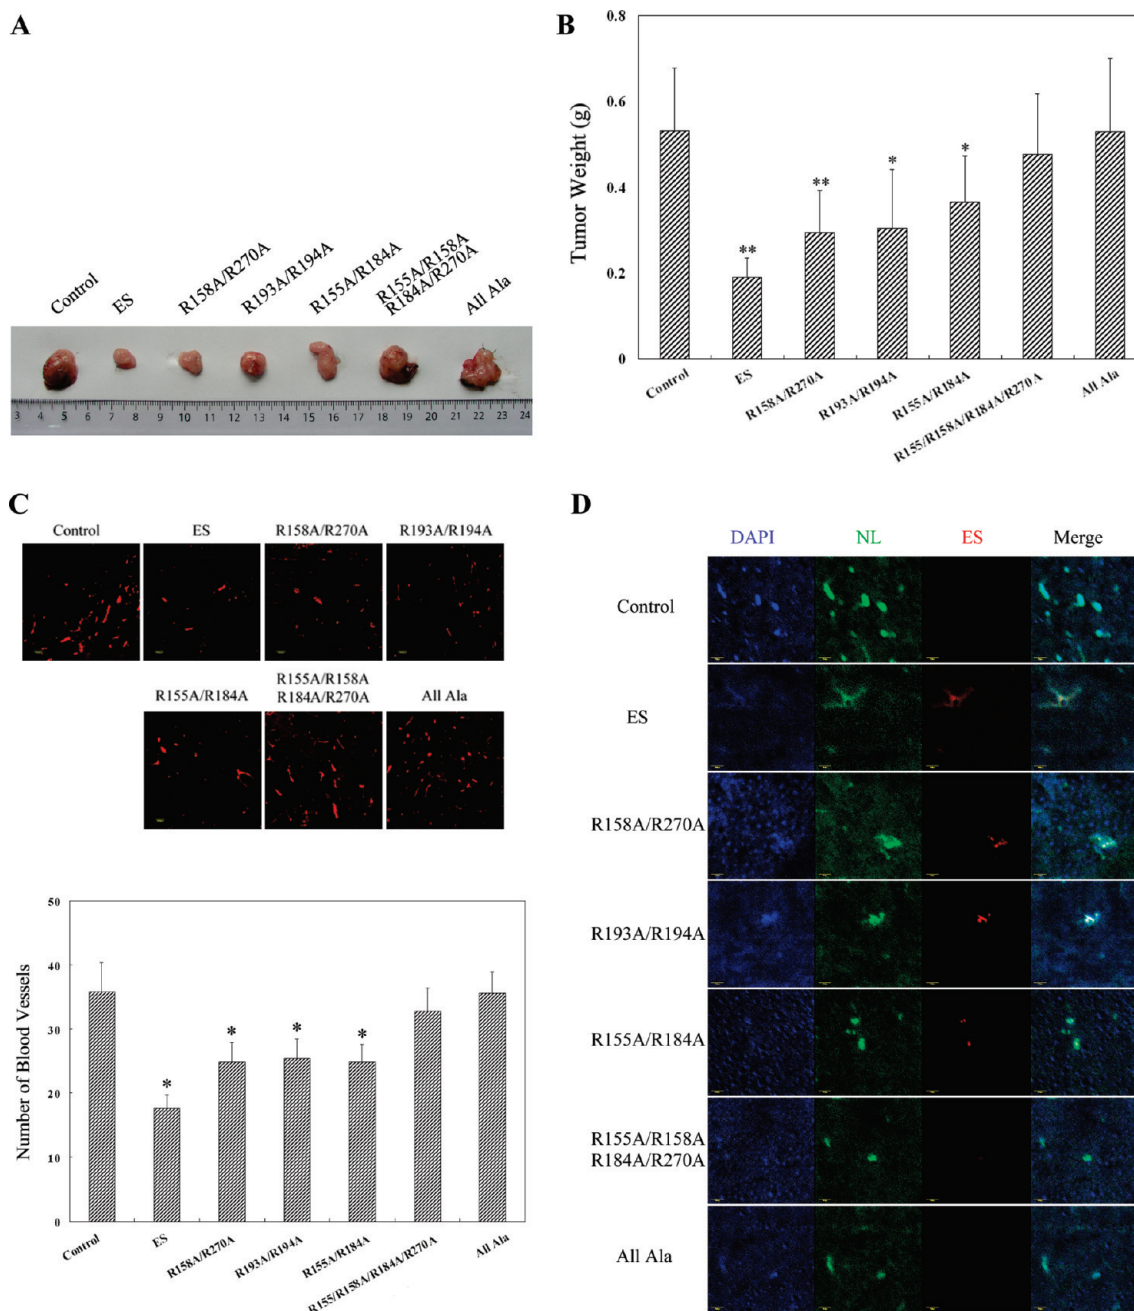 A
Control
ES
R158A/R270A
R193A/R194A
R155A/R184A
R155A/R158A
R184A/R270A
All Ala
3 4 5 6 7 8 9 10 11 12 13 14 15 16 17 18 19 20 21 22 23 24
B
Tumor Weight (g)
0.8
0.6
0.4
0.2
0
** ** * *
Control
ES
R158A/R270A
R193A/R194A
R155A/R184A
R155/R158A/R184A/R270A
All Ala
C
Control ES R158A/R270A R193A/R194A
R155A/R184A
R155A/R158A
R184A/R270A
All Ala
Number of Blood Vessels
50
40
30
20
10
0
* * * *
Control
ES
R158A/R270A
R193A/R194A
R155A/R184A
R155/R158A/R184A/R270A
All Ala
D
DAPI NL ES Merge
Control
ES
R158A/R270A
R193A/R194A
R155A/R184A
R155A/R158A
R184A/R270A
All Ala